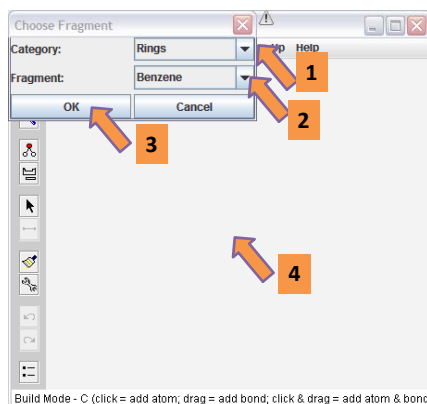 Choose Fragment
Category: Rings
Help
1
Fragment: Benzene
2
OK Cancel
3
4
Build Mode - C (click = add atom; drag = add bond; click & drag = add atom & bond